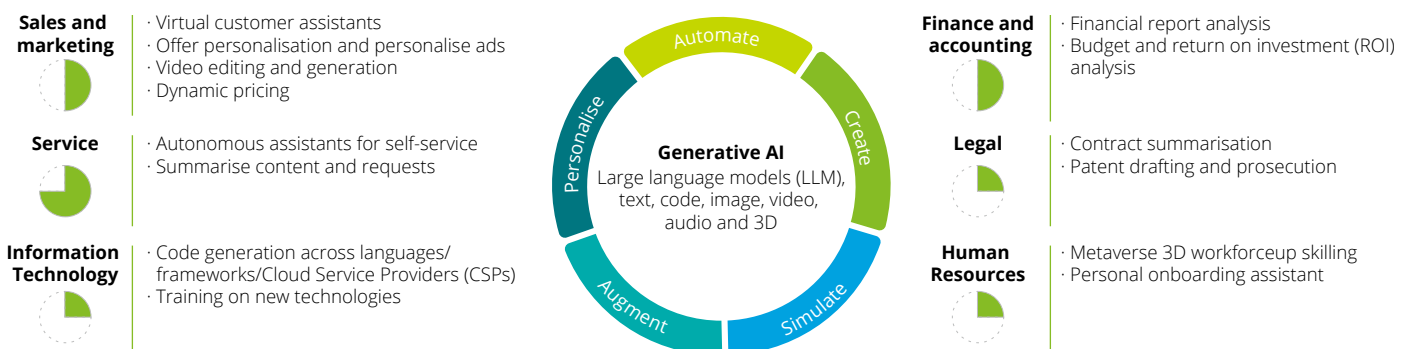 Sales and
marketing
· Virtual customer assistants
· Offer personalisation and personalise ads
· Video editing and generation
· Dynamic pricing
Service
· Autonomous assistants for self-service
· Summarise content and requests
Information
Technology
· Code generation across languages/
frameworks/Cloud Service Providers (CSPs)
· Training on new technologies
Automate
Create
Simulate
Augment
Personalise
Generative AI
Large language models (LLM),
text, code, image, video,
audio and 3D
Finance and
accounting
· Financial report analysis
· Budget and return on investment (ROI)
analysis
Legal
· Contract summarisation
· Patent drafting and prosecution
Human
Resources
· Metaverse 3D workforceup skilling
· Personal onboarding assistant